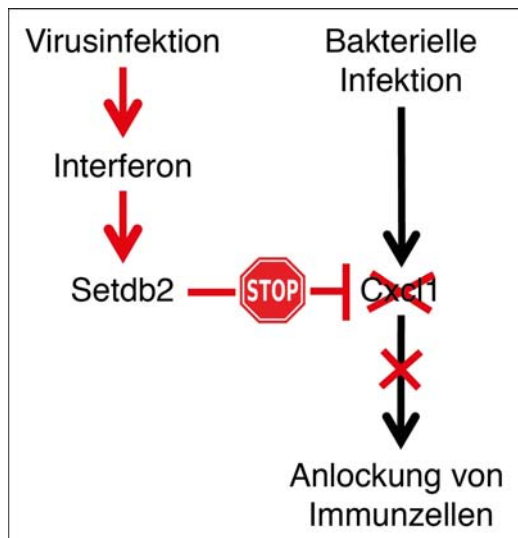 Virusinfektion
Bakterielle
Infektion
Interferon
Setdb2
STOP
Cxcl1
Anlockung von
Immunzellen